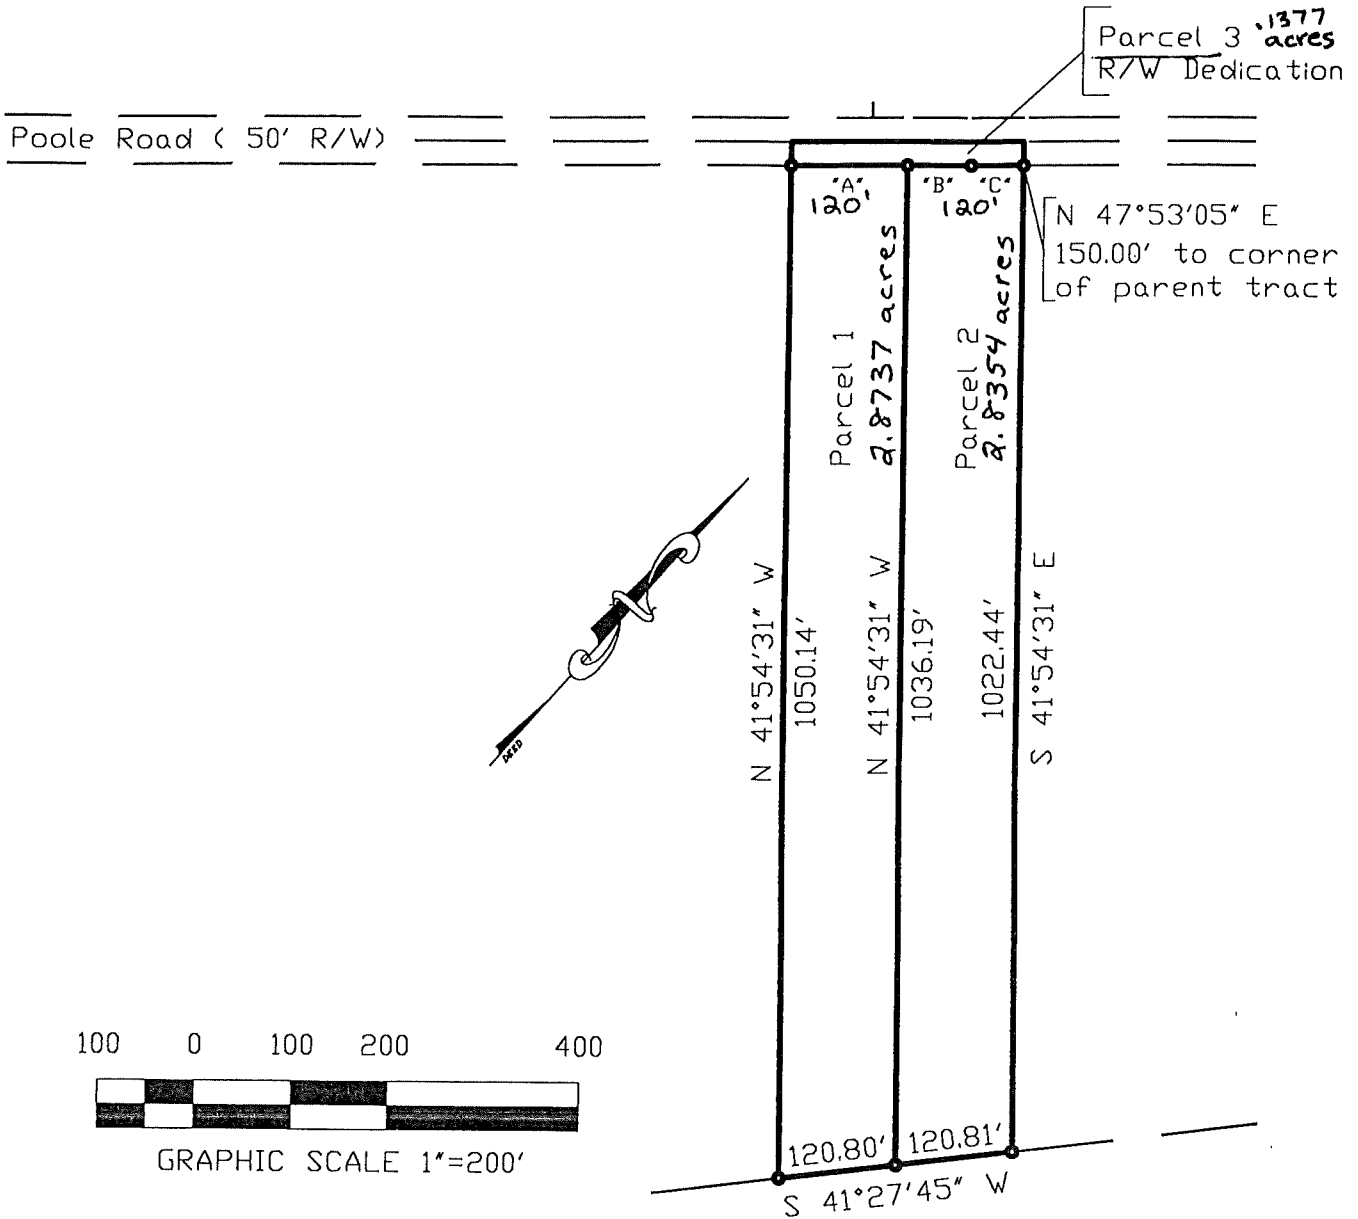 Parcel 3 .1377 acres
R/W Dedication
Poole Road ( 50' R/W)
"A"
120'
"B" "C"
120'
N 47°53'05" E
150.00' to corner
of parent tract
Parcel 1
2.8737 acres
Parcel 2
2.8354 acres
N 41°54'31" W
1050.14'
N 41°54'31" W
1036.19'
1022.44'
S 41°54'31" E
DEED
100 0 100 200 400
GRAPHIC SCALE 1"=200'
120.80' 120.81'
S 41°27'45" W